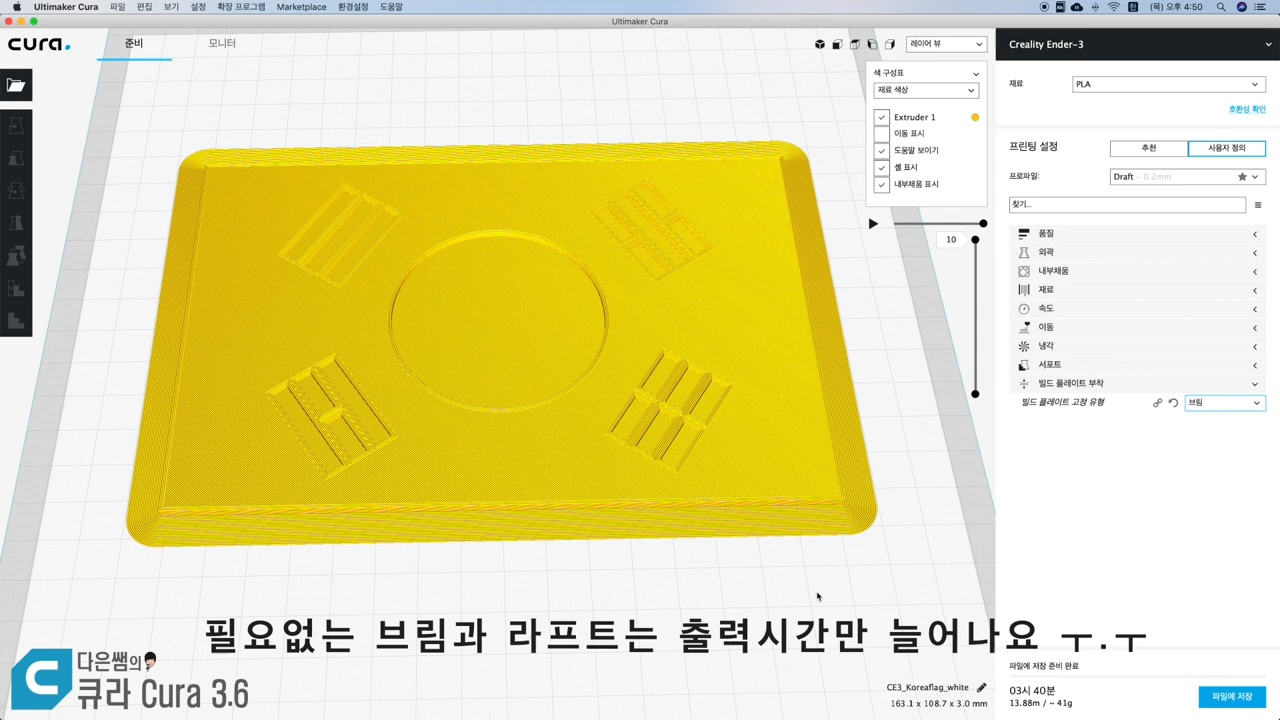 Ultimaker Cura 파일 편집 보기 설정 확장 프로그램 Marketplace 환경설정 도움말 (목) 오후 4:50
Ultimaker Cura
cura. 준비 모니터
레이어 뷰
색 구성표
재료 색상
Extruder 1
이동 표시
도움말 보이기
셸 표시
내부채움 표시
10
Creality Ender-3
재료 PLA
호환성 확인
프린팅 설정 추천 사용자 정의
프로파일: Draft - 0.2mm
찾기...
품질
외곽
내부채움
재료
속도
이동
냉각
서포트
빌드 플레이트 부착
빌드 플레이트 고정 유형 브림
필요없는 브림과 라프트는 출력시간만 늘어나요 ㅜ.ㅜ
다은쌤의
큐라 Cura 3.6
CE3_Koreaflag_white
163.1 x 108.7 x 3.0 mm
파일에 저장 준비 완료
03시 40분
13.88m / ~ 41g
파일에 저장